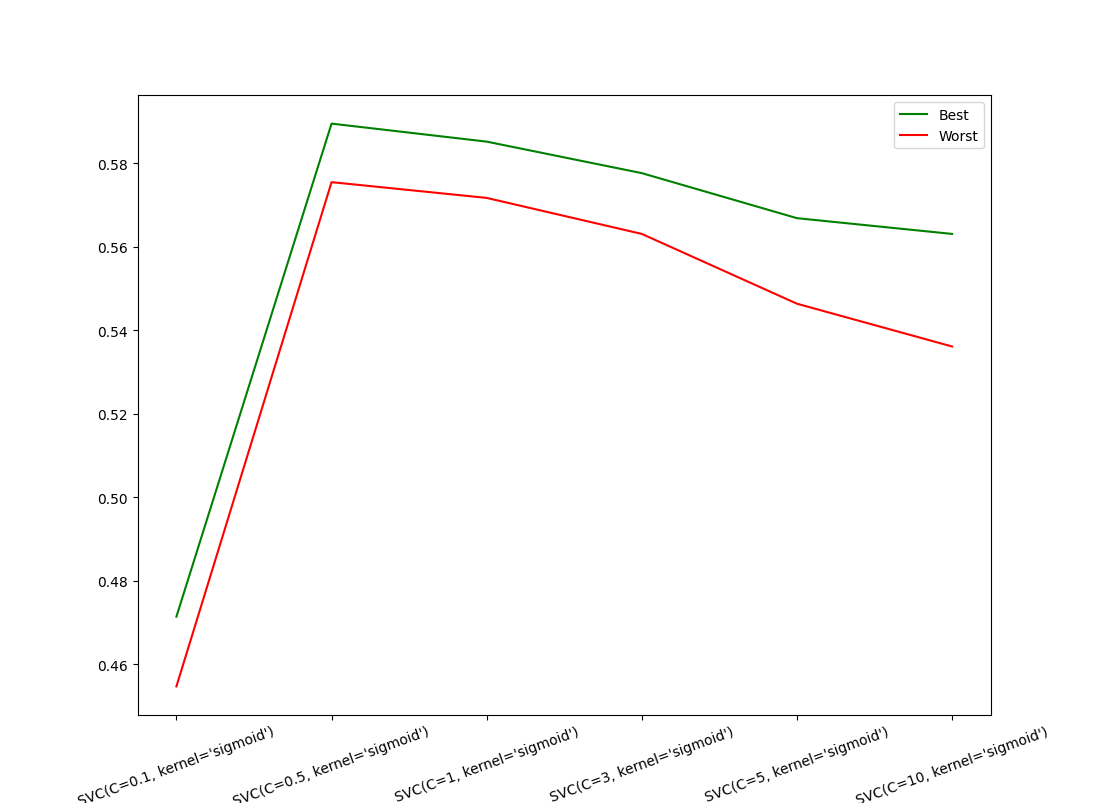 Best
Worst
0.58
0.56
0.54
0.52
0.50
0.48
0.46
SVC(C=0.1, kernel='sigmoid')
SVC(C=0.5, kernel='sigmoid')
SVC(C=1, kernel='sigmoid')
SVC(C=3, kernel='sigmoid')
SVC(C=5, kernel='sigmoid')
SVC(C=10, kernel='sigmoid')